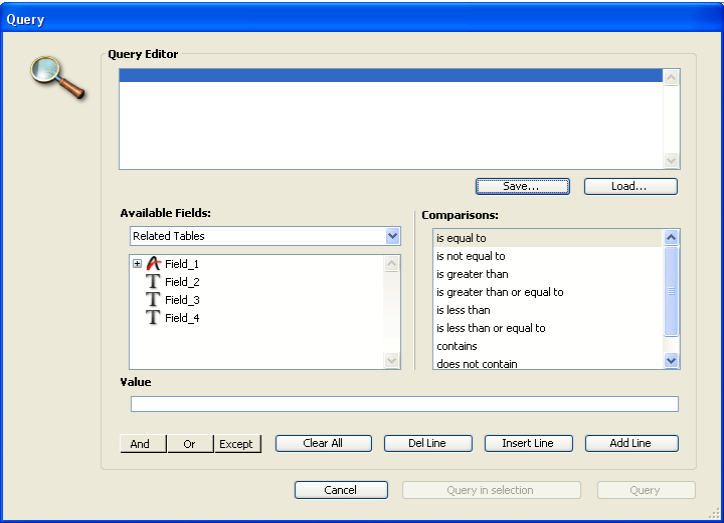 Query
Query Editor
Save... Load...
Available Fields: Comparisons:
Related Tables
Field_1
Field_2
Field_3
Field_4
is equal to
is not equal to
is greater than
is greater than or equal to
is less than
is less than or equal to
contains
does not contain
Value
And Or Except Clear All Del Line Insert Line Add Line
Cancel Query in selection Query